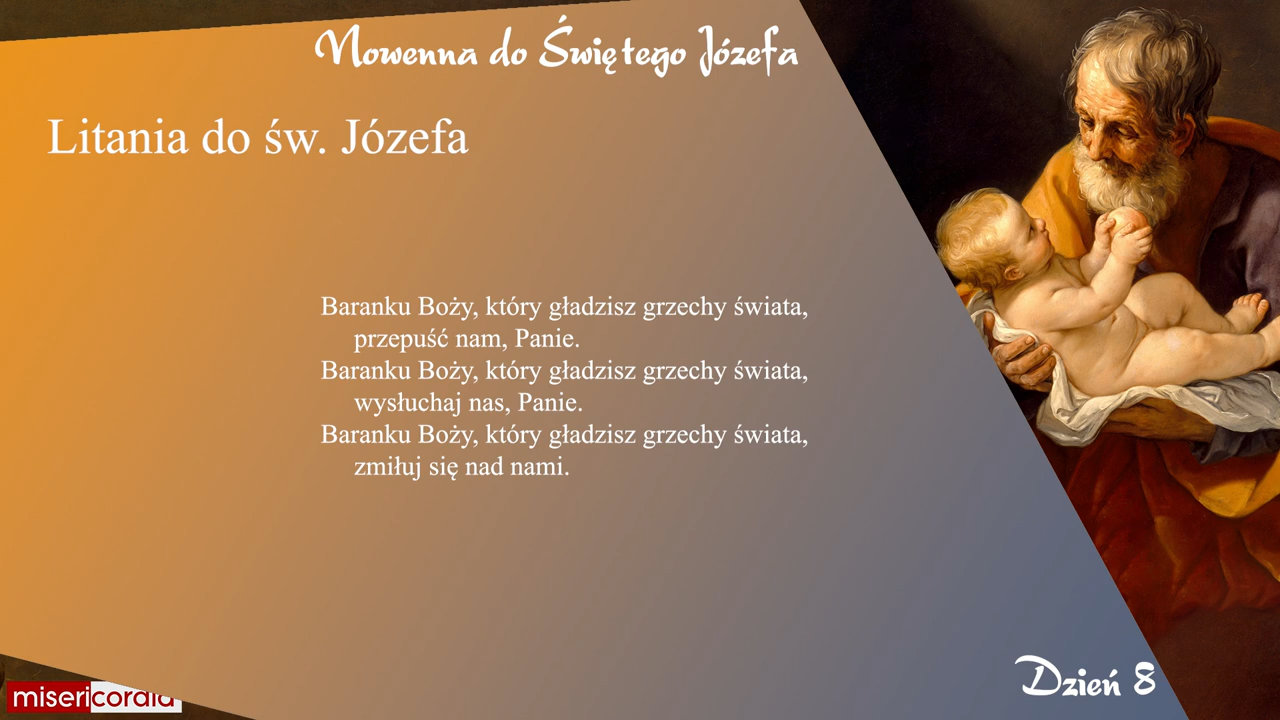 Nowenna do Świętego Józefa
Litania do św. Józefa
Baranku Boży, który gładzisz grzechy świata,
przepuść nam, Panie.
Baranku Boży, który gładzisz grzechy świata,
wysłuchaj nas, Panie.
Baranku Boży, który gładzisz grzechy świata,
zmiłuj się nad nami.
Dzień 8
misericordia